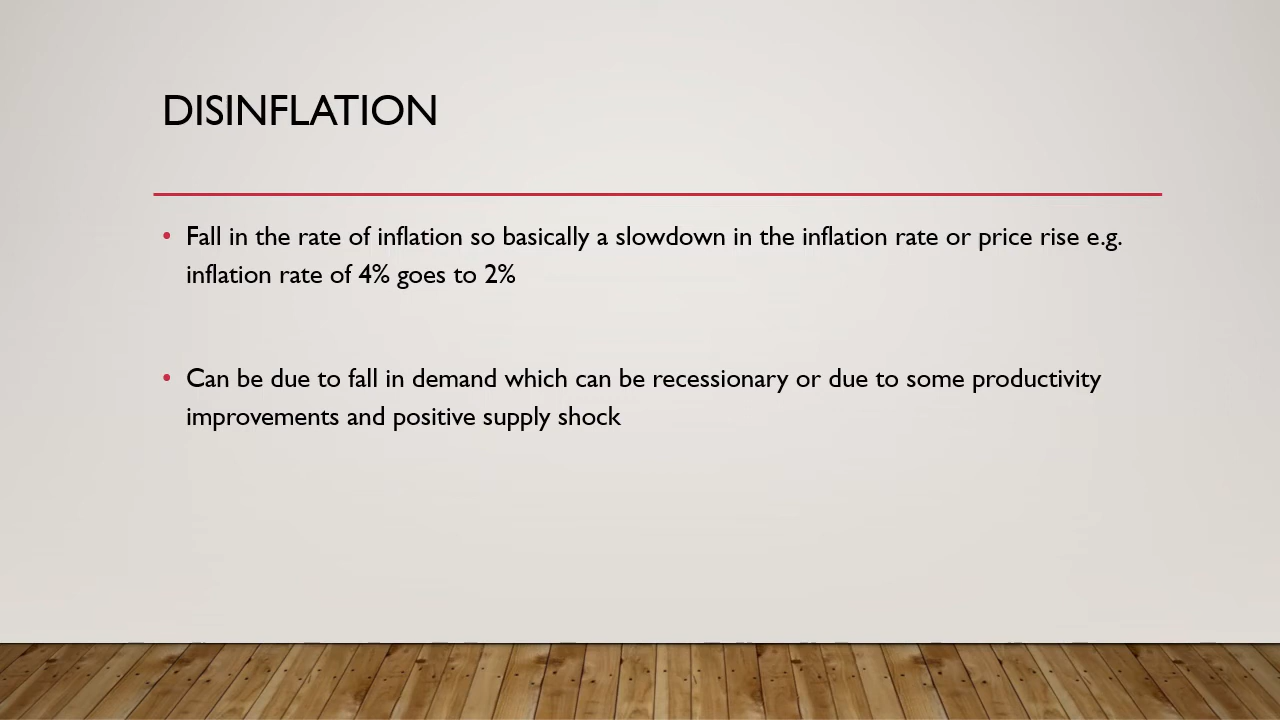 DISINFLATION
• Fall in the rate of inflation so basically a slowdown in the inflation rate or price rise e.g.
inflation rate of 4% goes to 2%
• Can be due to fall in demand which can be recessionary or due to some productivity
improvements and positive supply shock